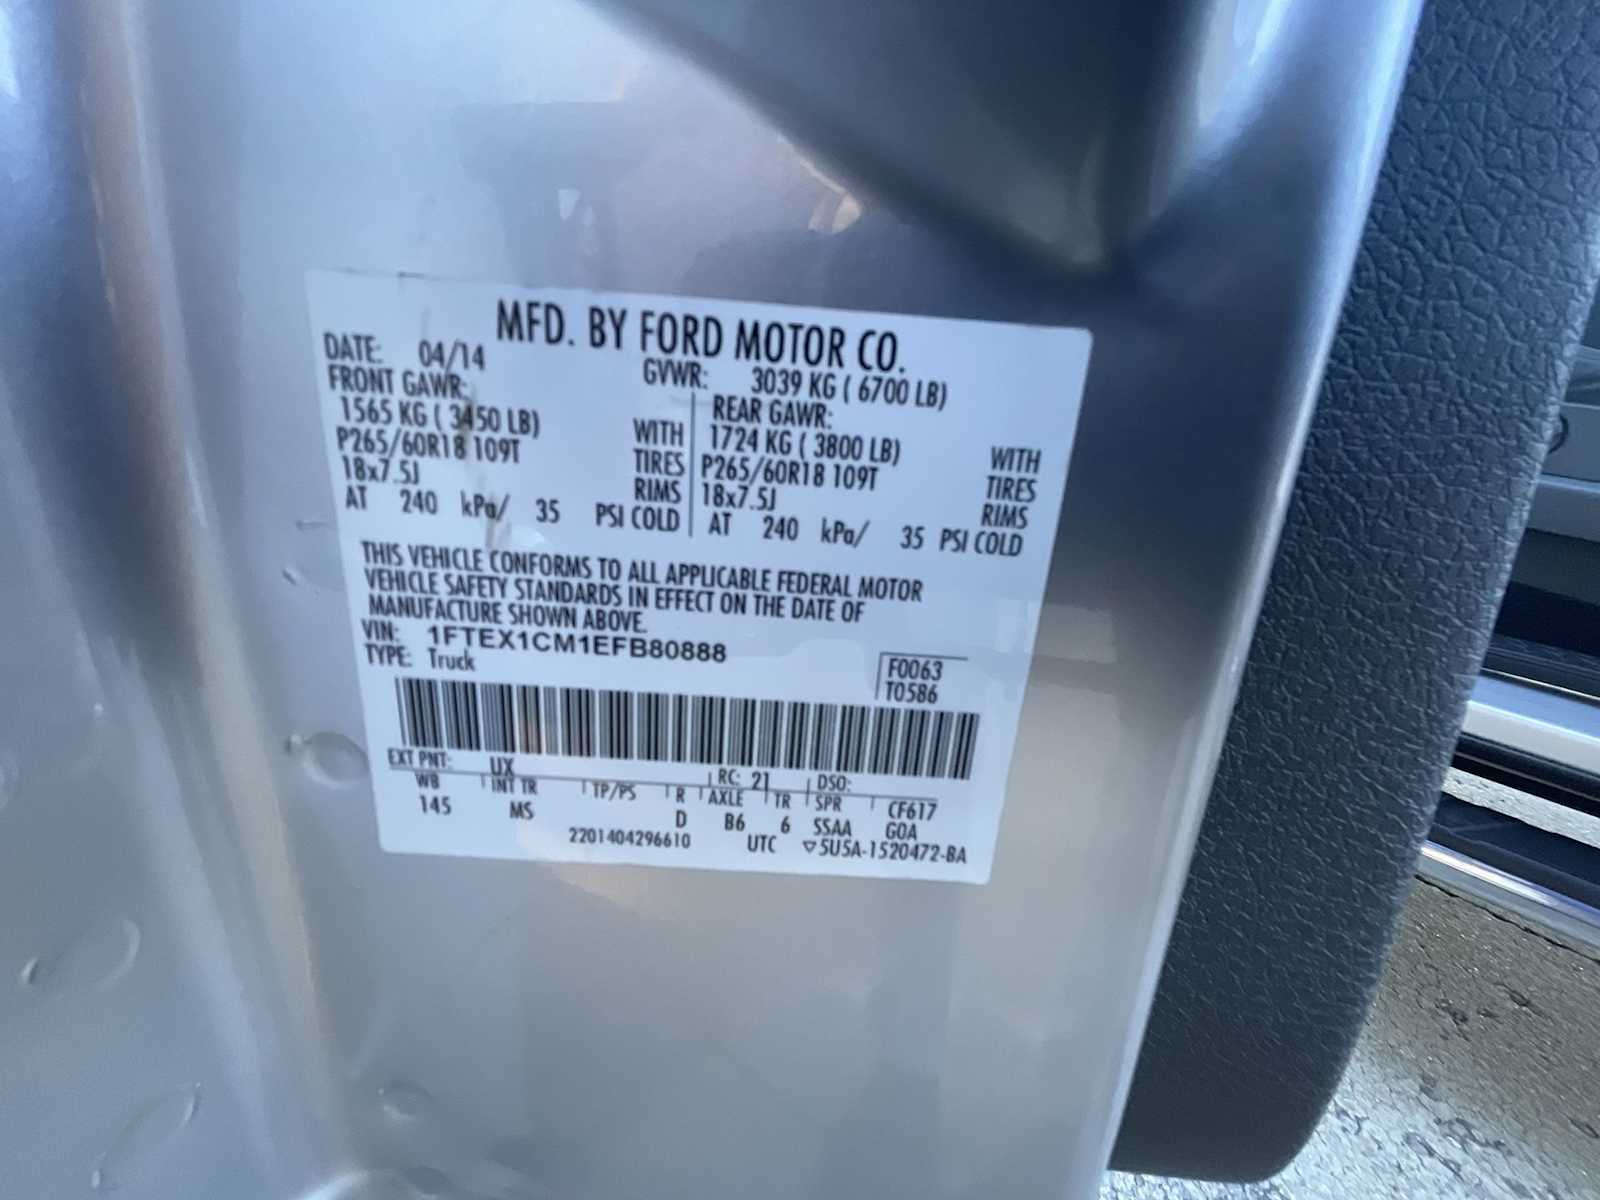 MFD. BY FORD MOTOR CO.
DATE: 04/14 GVWR: 3039 KG ( 6700 LB)
FRONT GAWR: REAR GAWR:
1565 KG ( 3450 LB) WITH 1724 KG ( 3800 LB) WITH
P265/60R18 109T TIRES P265/60R18 109T TIRES
18x7.5J RIMS 18x7.5J RIMS
AT 240 kPa/ 35 PSI COLD AT 240 kPa/ 35 PSI COLD
THIS VEHICLE CONFORMS TO ALL APPLICABLE FEDERAL MOTOR
VEHICLE SAFETY STANDARDS IN EFFECT ON THE DATE OF
MANUFACTURE SHOWN ABOVE.
VIN: 1FTEX1CM1EFB80888
TYPE: Truck F0063
T0586
EXT PNT: UX RC: 21 DSO:
WB INT TR TP/PS R AXLE TR SPR CF617
145 MS D B6 6 SSAA GOA
2201404296610 UTC ▽5U5A-1520472-BA